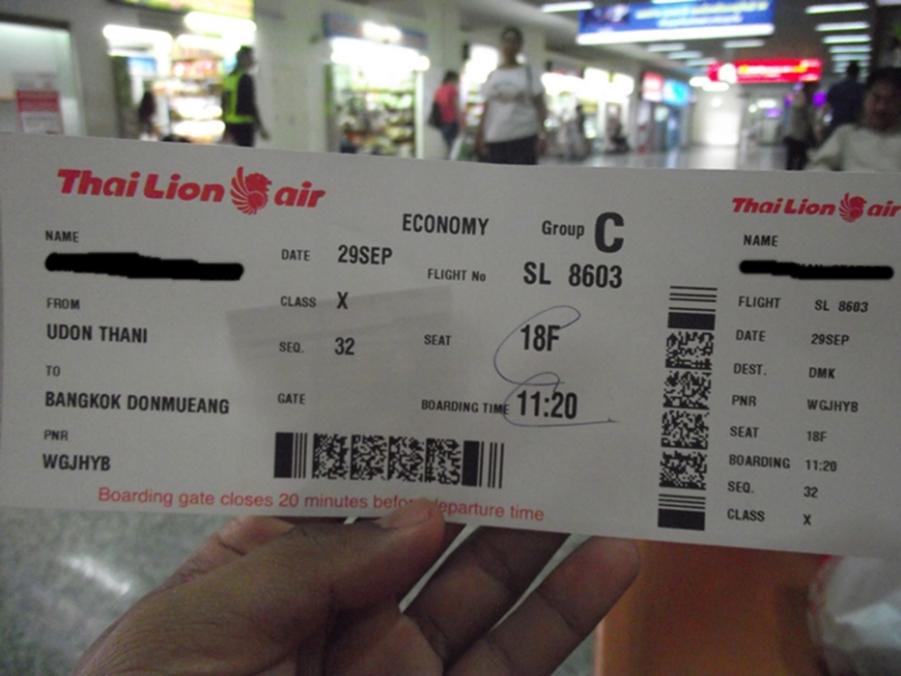 Thai Lion air
ECONOMY
Group C
NAME
DATE 29SEP
FLIGHT No SL 8603
FROM
CLASS X
UDON THANI
SEQ. 32
SEAT 18F
TO
BANGKOK DONMUEANG
GATE
BOARDING TIME 11:20
PNR
WGJHYB
Boarding gate closes 20 minutes before departure time
Thai Lion air
NAME
FLIGHT SL 8603
DATE 29SEP
DEST. DMK
PNR WGJHYB
SEAT 18F
BOARDING 11:20
SEQ. 32
CLASS X